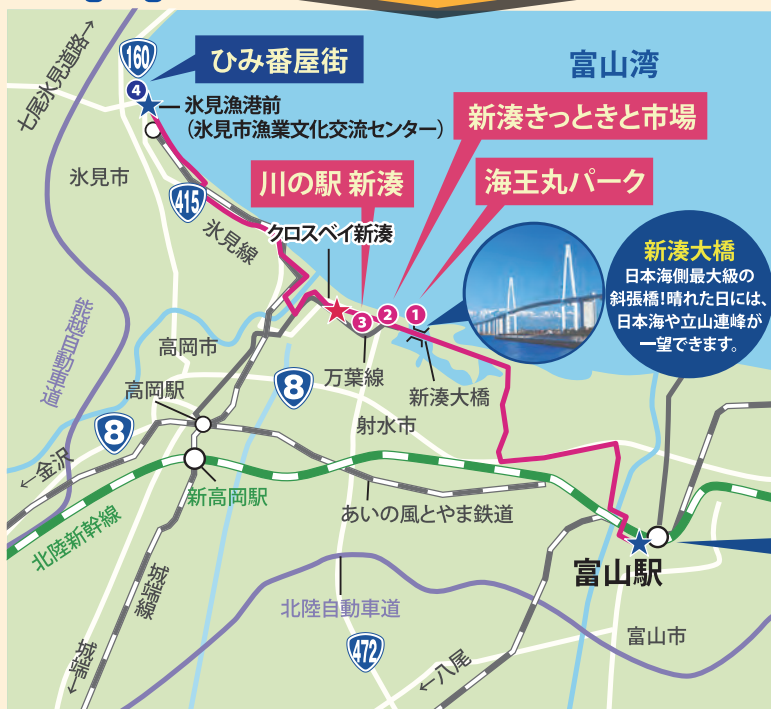 七尾氷見道路→
160
ひみ番屋街
富山湾
4
氷見漁港前
（氷見市漁業文化交流センター）
新湊きっときと市場
川の駅 新湊
海王丸パーク
氷見市
415
氷見線
クロスベイ新湊
新湊大橋
日本海側最大級の
斜張橋!晴れた日には、
日本海や立山連峰が
一望できます。
1
2
3
能越自動車道
高岡市
万葉線
新湊大橋
高岡駅
8
射水市
8
←金沢
新高岡駅
あいの風とやま鉄道
北陸新幹線
富山駅
城端線
北陸自動車道
富山市
472
←八尾
城端→